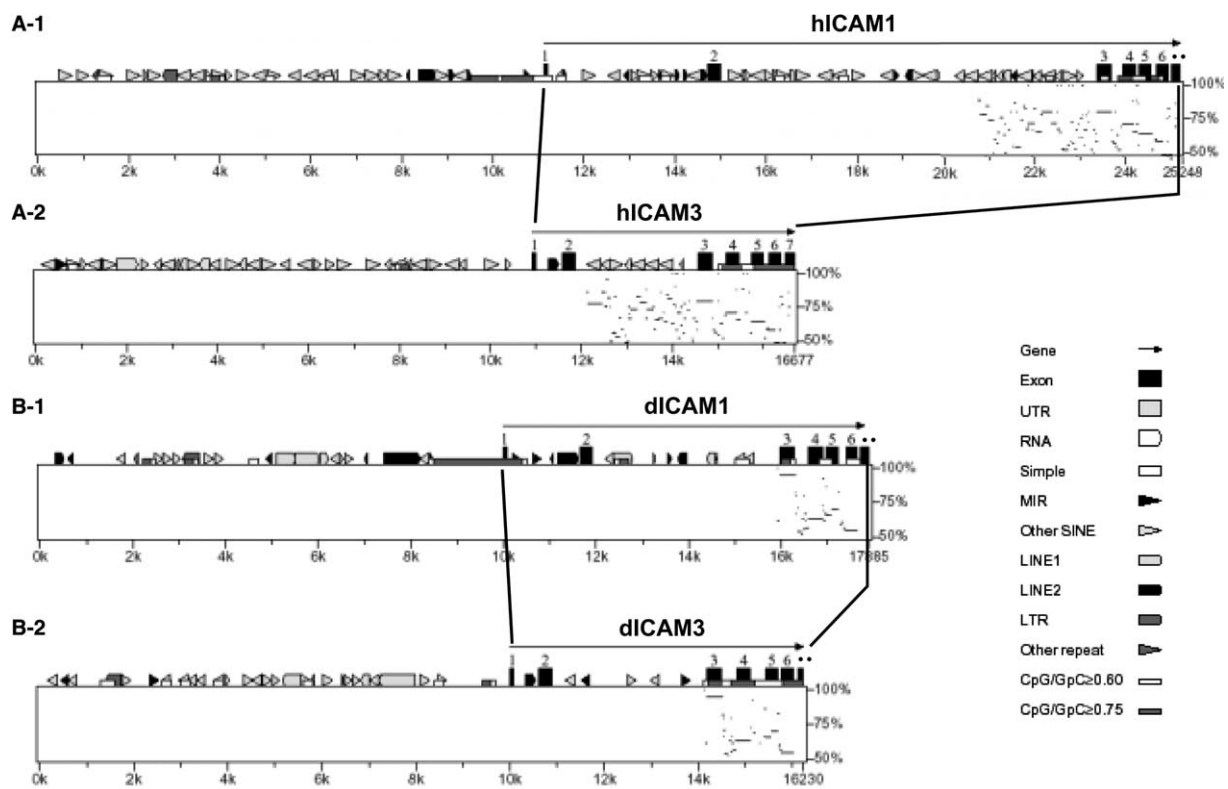 A-1
hICAM1
1 2 3 4 5 6 ••
100%
75%
50%
0k 2k 4k 6k 8k 10k 12k 14k 16k 18k 20k 22k 24k 25248
A-2
hICAM3
1 2 3 4 5 6 7
100%
75%
50%
0k 2k 4k 6k 8k 10k 12k 14k 16677
B-1
dICAM1
1 2 3 4 5 6 ••
100%
75%
50%
0k 2k 4k 6k 8k 10k 12k 14k 16k 17385
B-2
dICAM3
1 2 3 4 5 6 ••
100%
75%
50%
0k 2k 4k 6k 8k 10k 12k 14k 16230
Gene
Exon
UTR
RNA
Simple
MIR
Other SINE
LINE1
LINE2
LTR
Other repeat
CpG/GpC≥0.60
CpG/GpC≥0.75